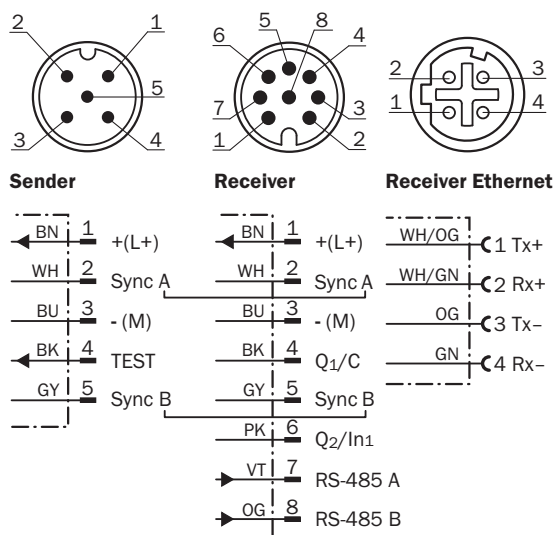 2 1
5
3 4
5 8
6 4
7 3
1 2
2 3
1 4
Sender
BN 1 +(L+)
WH 2 Sync A
BU 3 - (M)
BK 4 TEST
GY 5 Sync B
Receiver
BN 1 +(L+)
WH 2 Sync A
BU 3 - (M)
BK 4 Q1/C
GY 5 Sync B
PK 6 Q2/In1
VT 7 RS-485 A
OG 8 RS-485 B
Receiver Ethernet
WH/OG 1 Tx+
WH/GN 2 Rx+
OG 3 Tx–
GN 4 Rx–